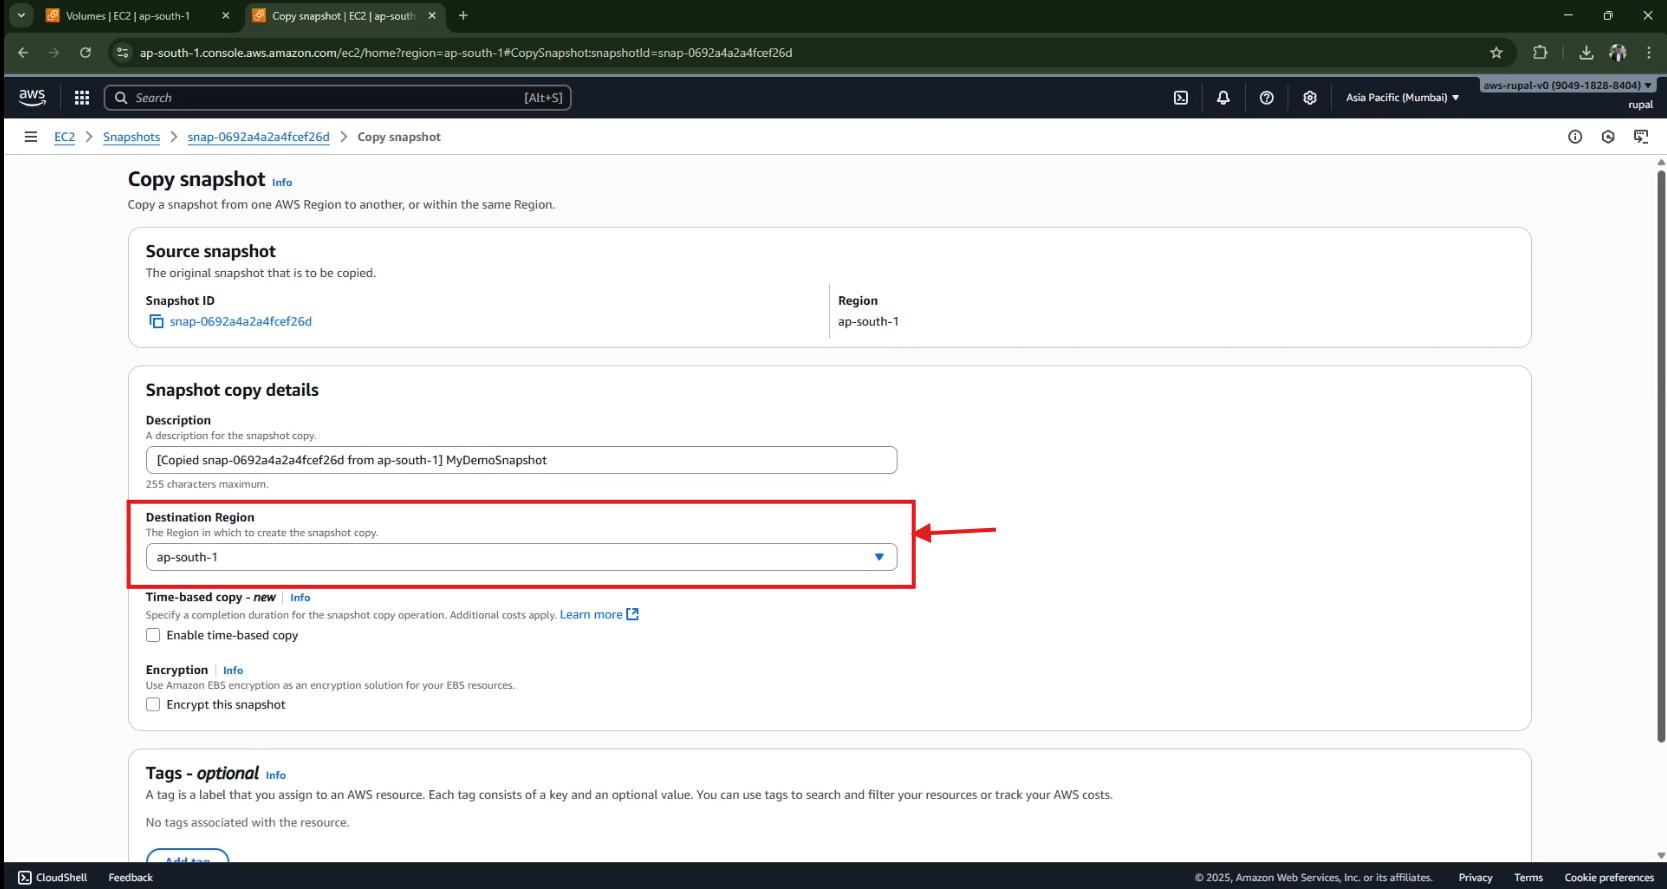 Volumes | EC2 | ap-south-1
Copy snapshot | EC2 | ap-south
ap-south-1.console.aws.amazon.com/ec2/home?region=ap-south-1#CopySnapshot:snapshotId=snap-0692a4a2a4fcef26d
aws
Search
[Alt+S]
Asia Pacific (Mumbai)
aws-rupal-v0 (9049-1828-8404)
rupal
EC2 > Snapshots > snap-0692a4a2a4fcef26d > Copy snapshot
Copy snapshot Info
Copy a snapshot from one AWS Region to another, or within the same Region.
Source snapshot
The original snapshot that is to be copied.
Snapshot ID
snap-0692a4a2a4fcef26d
Region
ap-south-1
Snapshot copy details
Description
A description for the snapshot copy.
[Copied snap-0692a4a2a4fcef26d from ap-south-1] MyDemoSnapshot
255 characters maximum.
Destination Region
The Region in which to create the snapshot copy.
ap-south-1
Time-based copy - new | Info
Specify a completion duration for the snapshot copy operation. Additional costs apply. Learn more
Enable time-based copy
Encryption | Info
Use Amazon EBS encryption as an encryption solution for your EBS resources.
Encrypt this snapshot
Tags - optional Info
A tag is a label that you assign to an AWS resource. Each tag consists of a key and an optional value. You can use tags to search and filter your resources or track your AWS costs.
No tags associated with the resource.
Add tag
CloudShell
Feedback
© 2025, Amazon Web Services, Inc. or its affiliates.
Privacy
Terms
Cookie preferences